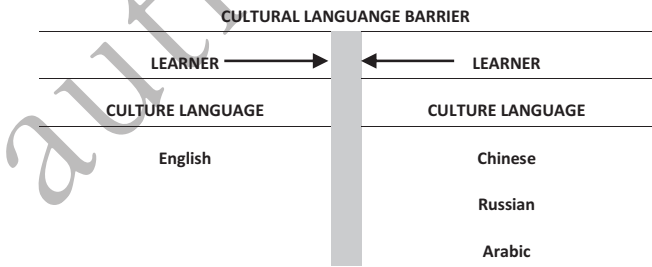 CULTURAL LANGUANGE BARRIER
LEARNER LEARNER
CULTURE LANGUAGE CULTURE LANGUAGE
English Chinese
Russian
Arabic